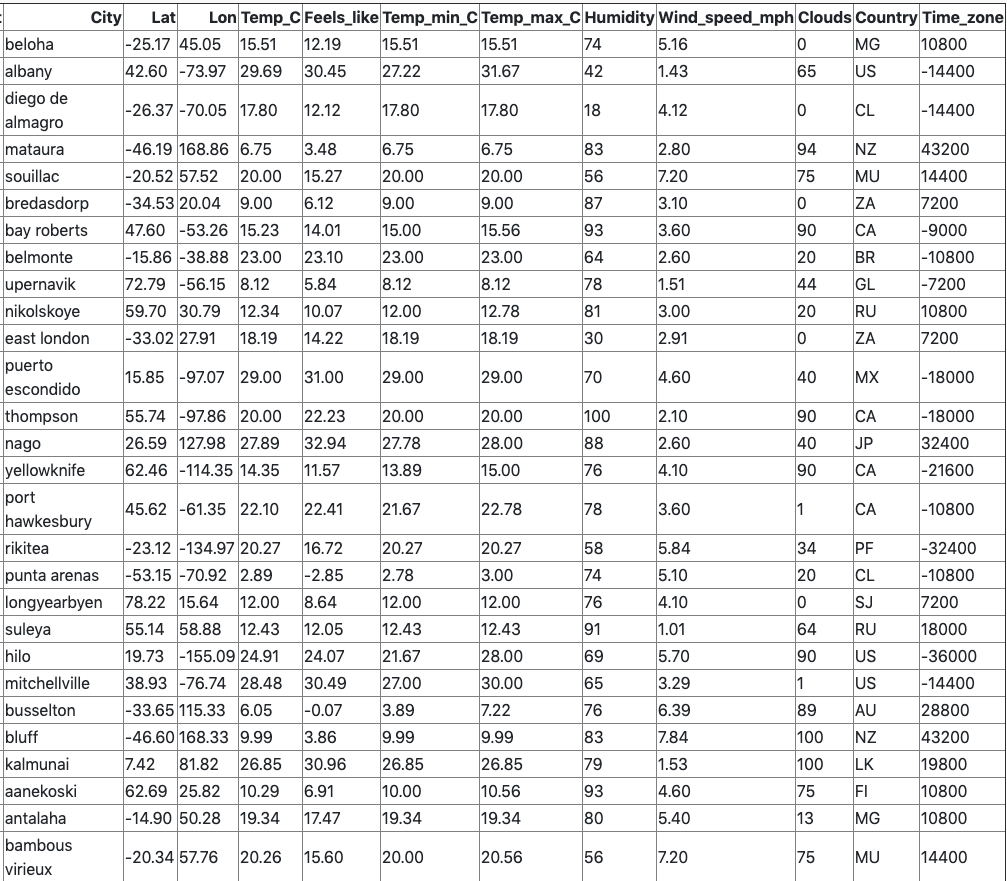 City Lat Lon Temp_C Feels_like Temp_min_C Temp_max_C Humidity Wind_speed_mph Clouds Country Time_zone
beloha -25.17 45.05 15.51 12.19 15.51 15.51 74 5.16 0 MG 10800
albany 42.60 -73.97 29.69 30.45 27.22 31.67 42 1.43 65 US -14400
diego de
almagro -26.37 -70.05 17.80 12.12 17.80 17.80 18 4.12 0 CL -14400
mataura -46.19 168.86 6.75 3.48 6.75 6.75 83 2.80 94 NZ 43200
souillac -20.52 57.52 20.00 15.27 20.00 20.00 56 7.20 75 MU 14400
bredasdorp -34.53 20.04 9.00 6.12 9.00 9.00 87 3.10 0 ZA 7200
bay roberts 47.60 -53.26 15.23 14.01 15.00 15.56 93 3.60 90 CA -9000
belmonte -15.86 -38.88 23.00 23.10 23.00 23.00 64 2.60 20 BR -10800
upernavik 72.79 -56.15 8.12 5.84 8.12 8.12 78 1.51 44 GL -7200
nikolskoye 59.70 30.79 12.34 10.07 12.00 12.78 81 3.00 20 RU 10800
east london -33.02 27.91 18.19 14.22 18.19 18.19 30 2.91 0 ZA 7200
puerto
escondido 15.85 -97.07 29.00 31.00 29.00 29.00 70 4.60 40 MX -18000
thompson 55.74 -97.86 20.00 22.23 20.00 20.00 100 2.10 90 CA -18000
nago 26.59 127.98 27.89 32.94 27.78 28.00 88 2.60 40 JP 32400
yellowknife 62.46 -114.35 14.35 11.57 13.89 15.00 76 4.10 90 CA -21600
port
hawkesbury 45.62 -61.35 22.10 22.41 21.67 22.78 78 3.60 1 CA -10800
rikitea -23.12 -134.97 20.27 16.72 20.27 20.27 58 5.84 34 PF -32400
punta arenas -53.15 -70.92 2.89 -2.85 2.78 3.00 74 5.10 20 CL -10800
longyearbyen 78.22 15.64 12.00 8.64 12.00 12.00 76 4.10 0 SJ 7200
suleya 55.14 58.88 12.43 12.05 12.43 12.43 91 1.01 64 RU 18000
hilo 19.73 -155.09 24.91 24.07 21.67 28.00 69 5.70 90 US -36000
mitchellville 38.93 -76.74 28.48 30.49 27.00 30.00 65 3.29 1 US -14400
busselton -33.65 115.33 6.05 -0.07 3.89 7.22 76 6.39 89 AU 28800
bluff -46.60 168.33 9.99 3.86 9.99 9.99 83 7.84 100 NZ 43200
kalmunai 7.42 81.82 26.85 30.96 26.85 26.85 79 1.53 100 LK 19800
aanekoski 62.69 25.82 10.29 6.91 10.00 10.56 93 4.60 75 FI 10800
antalaha -14.90 50.28 19.34 17.47 19.34 19.34 80 5.40 13 MG 10800
bambous
virieux -20.34 57.76 20.26 15.60 20.00 20.56 56 7.20 75 MU 14400